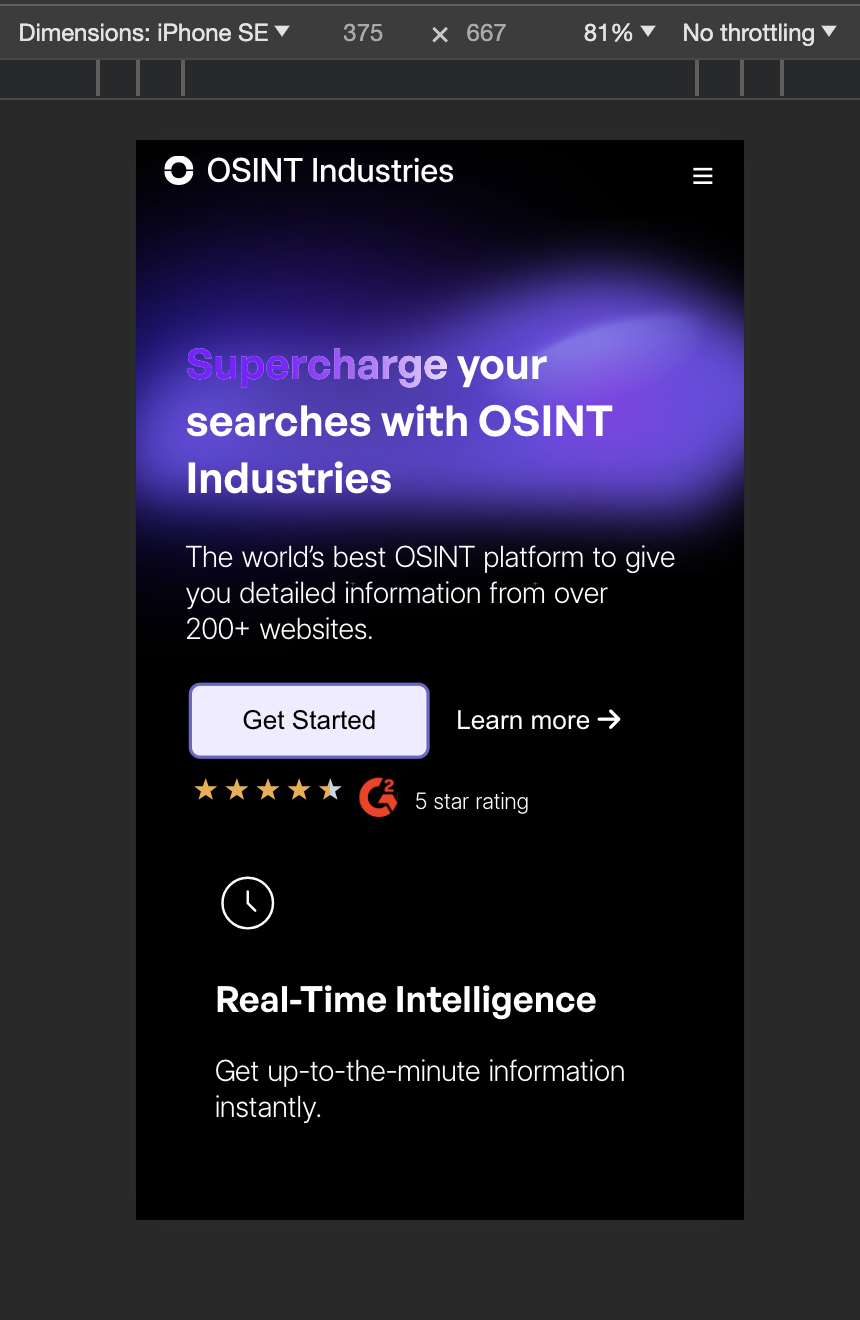 Dimensions: iPhone SE ▼ 375 × 667 81% ▼ No throttling ▼
OSINT Industries
Supercharge your
searches with OSINT
Industries
The world's best OSINT platform to give
you detailed information from over
200+ websites.
Get Started Learn more →
G2 5 star rating
Real-Time Intelligence
Get up-to-the-minute information
instantly.